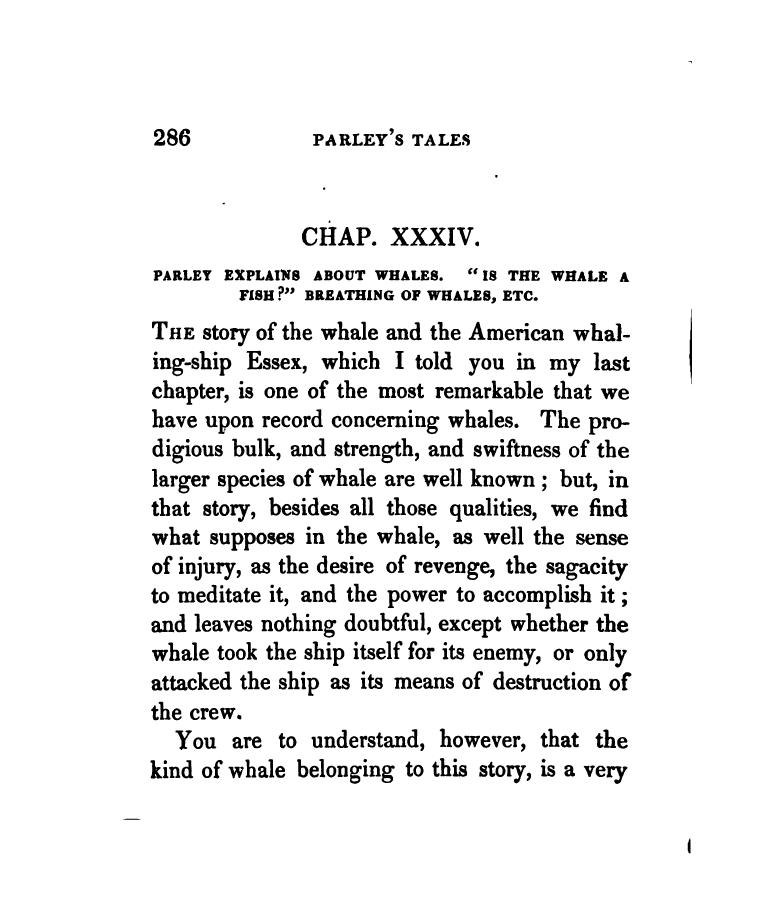 286 PARLEY'S TALES
CHAP. XXXIV.
PARLEY EXPLAINS ABOUT WHALES. “IS THE WHALE A
FISH?” BREATHING OF WHALES, ETC.
THE story of the whale and the American whal-
ing-ship Essex, which I told you in my last
chapter, is one of the most remarkable that we
have upon record concerning whales. The pro-
digious bulk, and strength, and swiftness of the
larger species of whale are well known; but, in
that story, besides all those qualities, we find
what supposes in the whale, as well the sense
of injury, as the desire of revenge, the sagacity
to meditate it, and the power to accomplish it;
and leaves nothing doubtful, except whether the
whale took the ship itself for its enemy, or only
attacked the ship as its means of destruction of
the crew.
You are to understand, however, that the
kind of whale belonging to this story, is a very